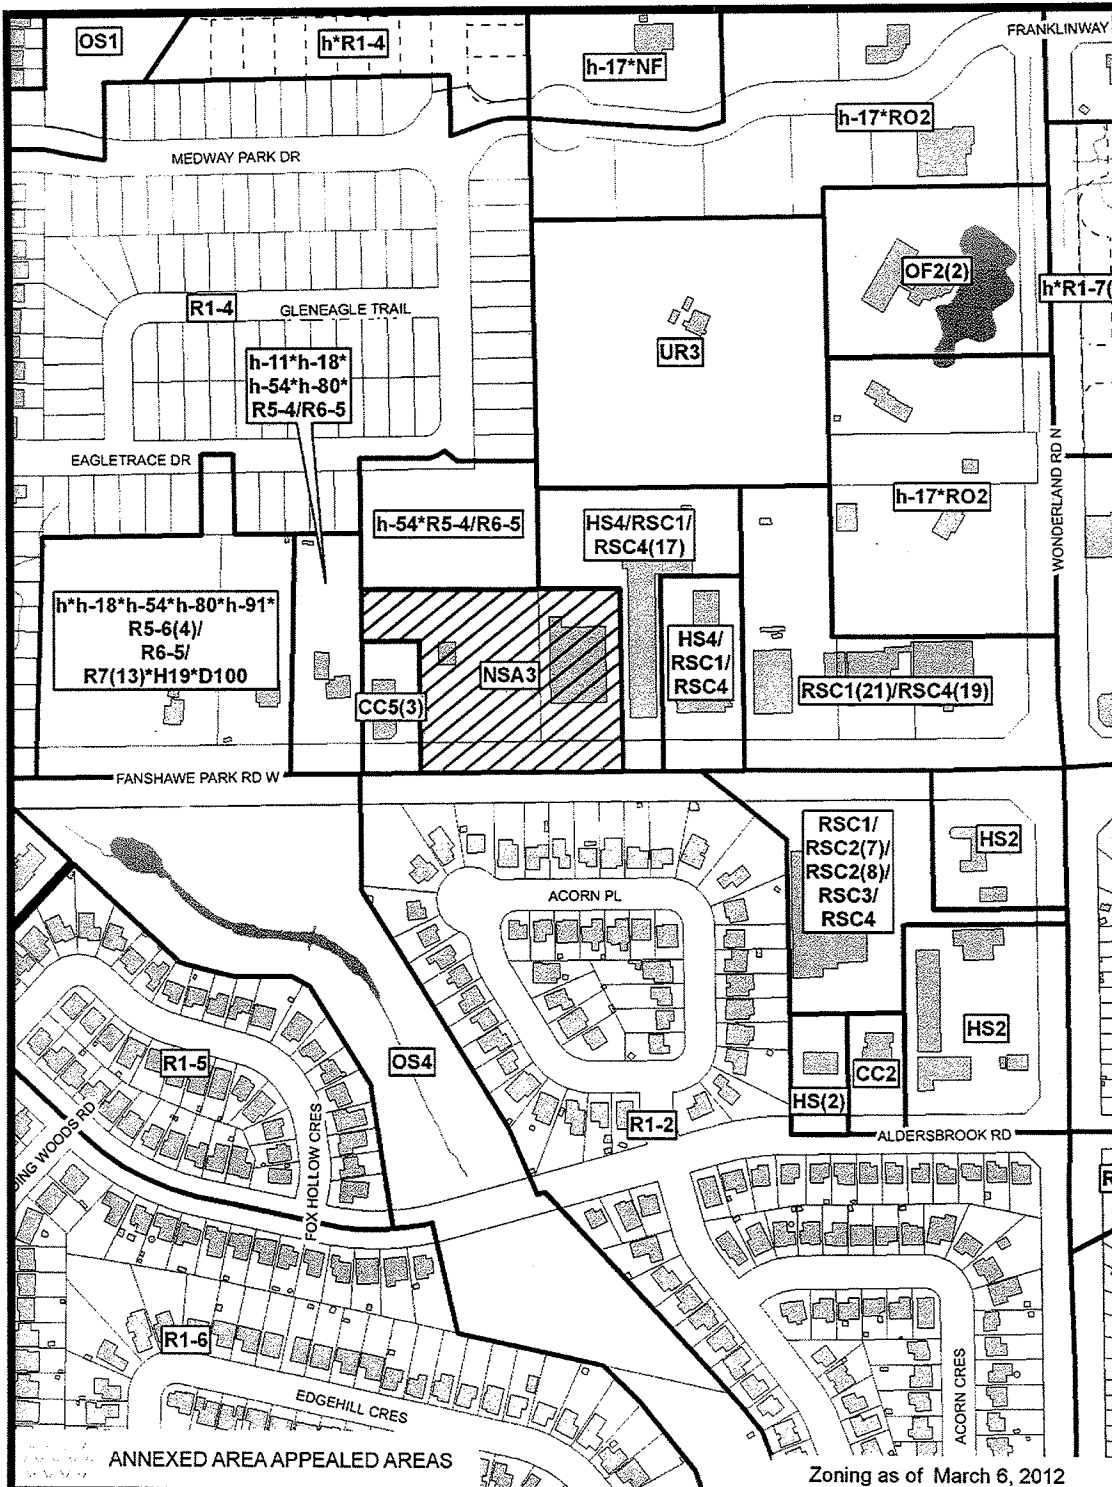 OS1
h*R1-4
h-17*NF
FRANKLINWAY
h-17*RO2
MEDWAY PARK DR
OF2(2)
h*R1-7(
R1-4
GLENEAGLE TRAIL
UR3
h-11*h-18*
h-54*h-80*
R5-4/R6-5
WONDERLAND RD N
EAGLETRACE DR
h-17*RO2
h-54*R5-4/R6-5
HS4/RSC1/
RSC4(17)
h*h-18*h-54*h-80*h-91*
R5-6(4)/
R6-5/
R7(13)*H19*D100
HS4/
RSC1/
RSC4
NSA3
CC5(3)
RSC1(21)/RSC4(19)
FANSHAWE PARK RD W
RSC1/
RSC2(7)/
RSC2(8)/
RSC3/
RSC4
HS2
ACORN PL
HS2
R1-5
OS4
CC2
HS(2)
R1-2
ALDERSBROOK RD
DING WOODS RD
FOX HOLLOW CRES
R1-6
EDGEHILL CRES
ACORN CRES
ANNEXED AREA APPEALED AREAS
Zoning as of March 6, 2012